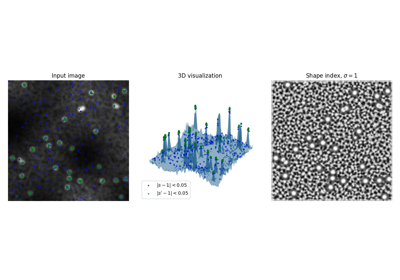 Input image
3D visualization
Shape index, σ = 1
|s − 1| < 0.05
|s' − 1| < 0.05